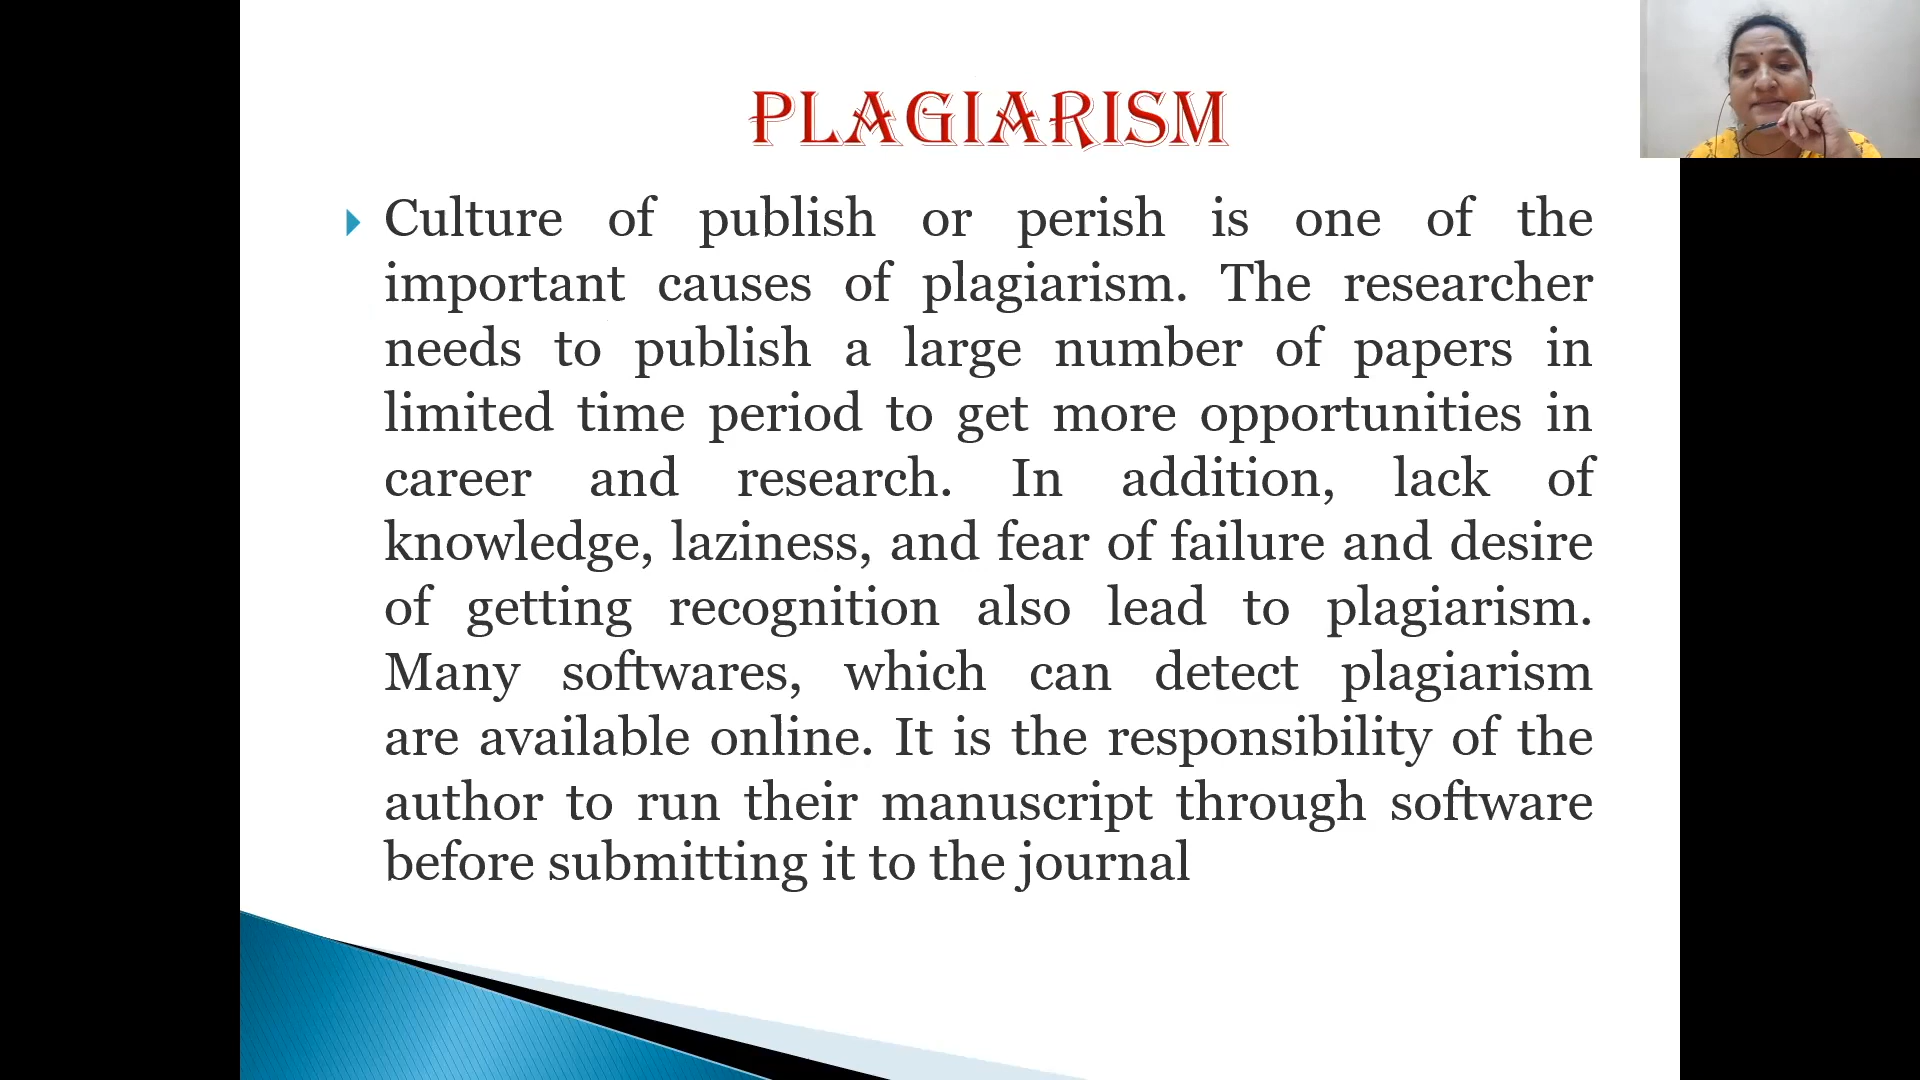 PLAGIARISM
Culture of publish or perish is one of the
important causes of plagiarism. The researcher
needs to publish a large number of papers in
limited time period to get more opportunities in
career and research. In addition, lack of
knowledge, laziness, and fear of failure and desire
of getting recognition also lead to plagiarism.
Many softwares, which can detect plagiarism
are available online. It is the responsibility of the
author to run their manuscript through software
before submitting it to the journal